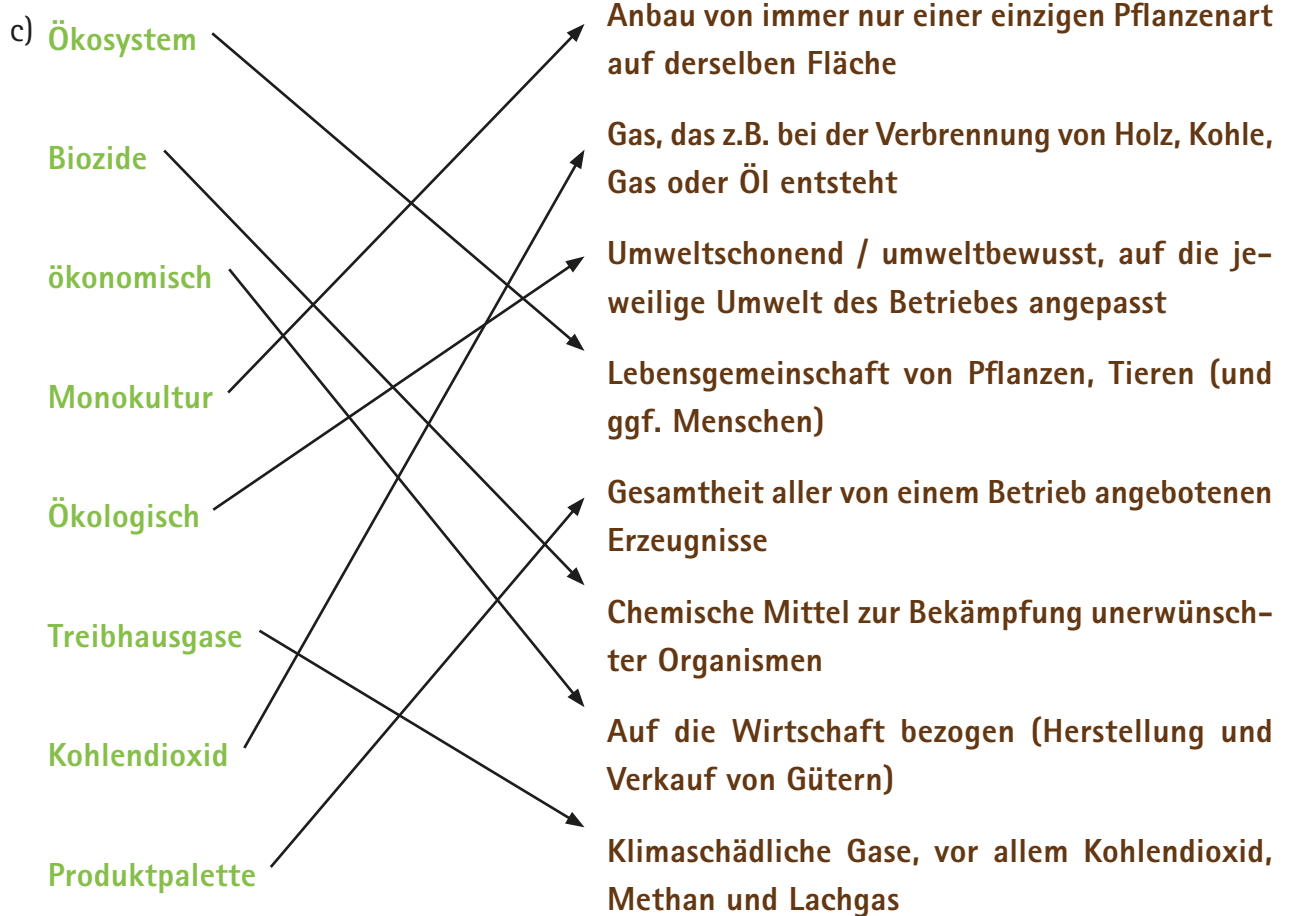 c) Ökosystem
Biozide
ökonomisch
Monokultur
Ökologisch
Treibhausgase
Kohlendioxid
Produktpalette
Anbau von immer nur einer einzigen Pflanzenart
auf derselben Fläche
Gas, das z.B. bei der Verbrennung von Holz, Kohle,
Gas oder Öl entsteht
Umweltschonend / umweltbewusst, auf die je-
weilige Umwelt des Betriebes angepasst
Lebensgemeinschaft von Pflanzen, Tieren (und
ggf. Menschen)
Gesamtheit aller von einem Betrieb angebotenen
Erzeugnisse
Chemische Mittel zur Bekämpfung unerwünsch-
ter Organismen
Auf die Wirtschaft bezogen (Herstellung und
Verkauf von Gütern)
Klimaschädliche Gase, vor allem Kohlendioxid,
Methan und Lachgas